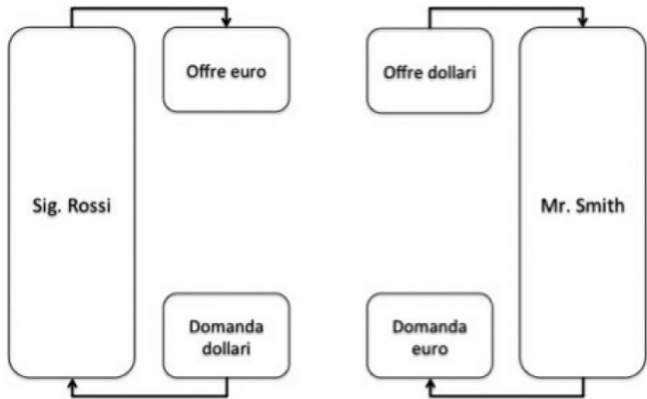 Offre euro
Offre dollari
Sig. Rossi
Mr. Smith
Domanda
dollari
Domanda
euro